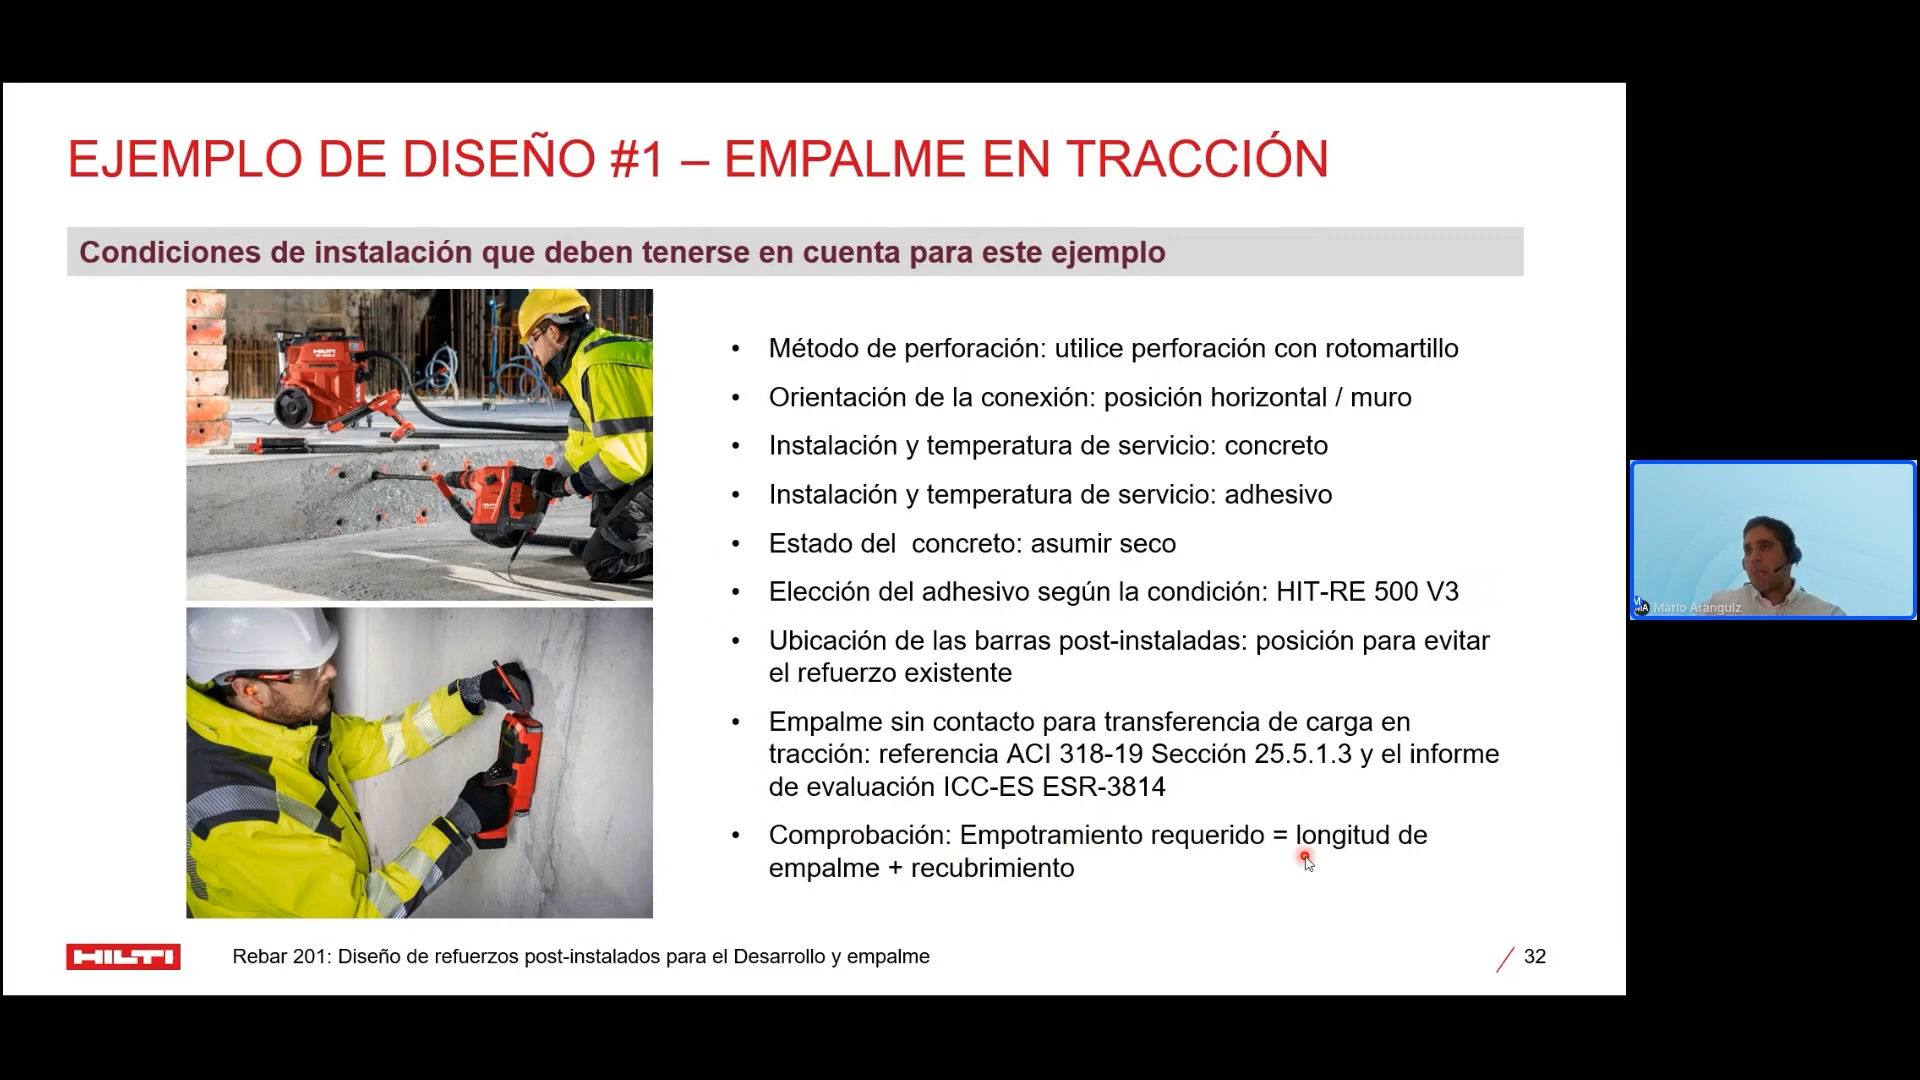 EJEMPLO DE DISEÑO #1 – EMPALME EN TRACCIÓN
Condiciones de instalación que deben tenerse en cuenta para este ejemplo
• Método de perforación: utilice perforación con rotomartillo
• Orientación de la conexión: posición horizontal / muro
• Instalación y temperatura de servicio: concreto
• Instalación y temperatura de servicio: adhesivo
• Estado del  concreto: asumir seco
• Elección del adhesivo según la condición: HIT-RE 500 V3
• Ubicación de las barras post-instaladas: posición para evitar
el refuerzo existente
• Empalme sin contacto para transferencia de carga en
tracción: referencia ACI 318-19 Sección 25.5.1.3 y el informe
de evaluación ICC-ES ESR-3814
• Comprobación: Empotramiento requerido = longitud de
empalme + recubrimiento
HILTI
Rebar 201: Diseño de refuerzos post-instalados para el Desarrollo y empalme
32
HILTI
Mario Aranguiz